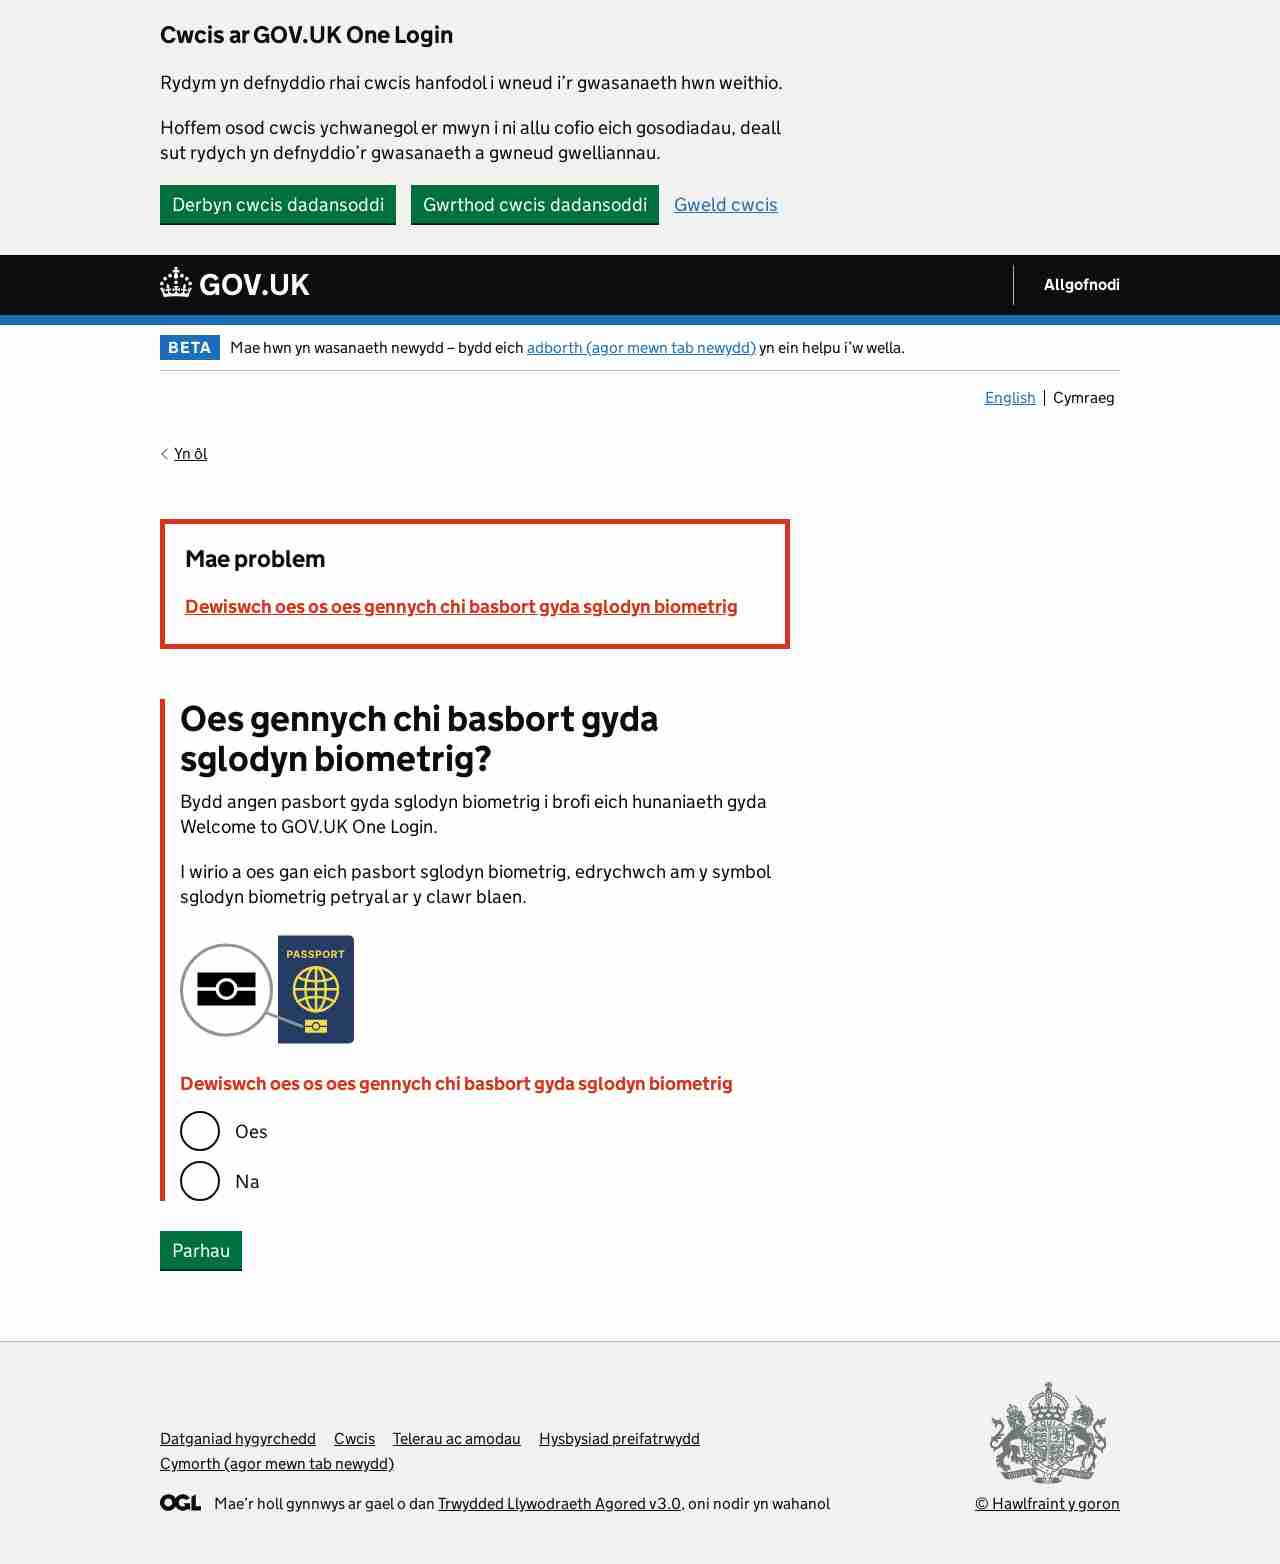 Cwcis ar GOV.UK One Login
Rydym yn defnyddio rhai cwcis hanfodol i wneud i’r gwasanaeth hwn weithio.
Hoffem osod cwcis ychwanegol er mwyn i ni allu cofio eich gosodiadau, deall
sut rydych yn defnyddio’r gwasanaeth a gwneud gwelliannau.
Derbyn cwcis dadansoddi Gwrthod cwcis dadansoddi Gweld cwcis
GOV.UK Allgofnodi
BETA Mae hwn yn wasanaeth newydd – bydd eich adborth (agor mewn tab newydd) yn ein helpu i’w wella.
English Cymraeg
Yn ôl
Mae problem
Dewiswch oes os oes gennych chi basbort gyda sglodyn biometrig
Oes gennych chi basbort gyda
sglodyn biometrig?
Bydd angen pasbort gyda sglodyn biometrig i brofi eich hunaniaeth gyda
Welcome to GOV.UK One Login.
I wirio a oes gan eich pasbort sglodyn biometrig, edrychwch am y symbol
sglodyn biometrig petryal ar y clawr blaen.
PASSPORT
Dewiswch oes os oes gennych chi basbort gyda sglodyn biometrig
Oes
Na
Parhau
Datganiad hygyrchedd Cwcis Telerau ac amodau Hysbysiad preifatrwydd
Cymorth (agor mewn tab newydd)
OGL Mae’r holl gynnwys ar gael o dan Trwydded Llywodraeth Agored v3.0, oni nodir yn wahanol
© Hawlfraint y goron